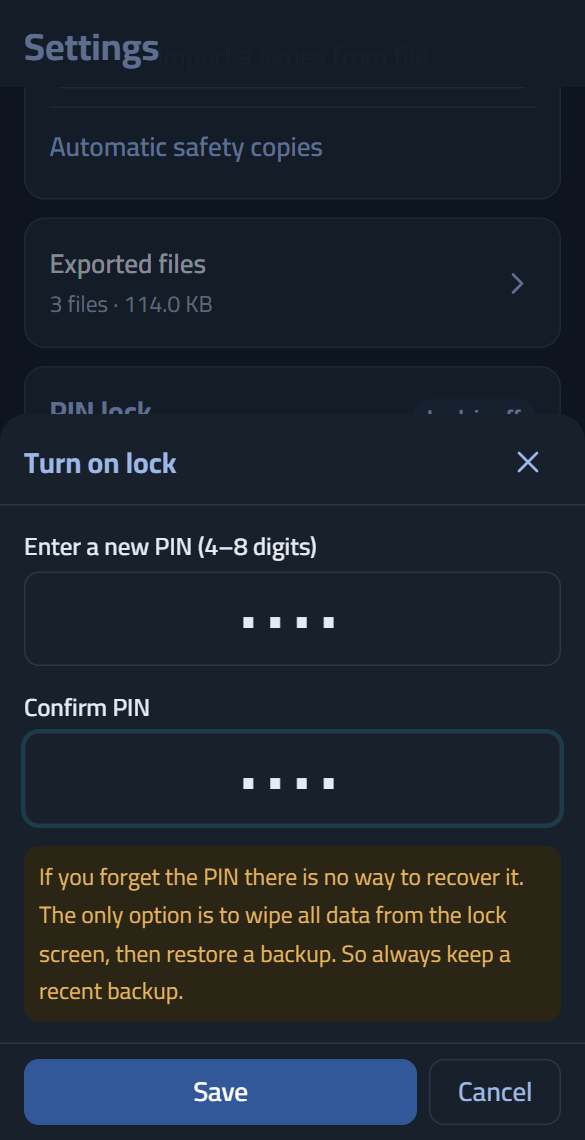 Settings
Automatic safety copies
Exported files
3 files · 114.0 KB
PIN lock
Turn on lock
Enter a new PIN (4–8 digits)
Confirm PIN
If you forget the PIN there is no way to recover it.
The only option is to wipe all data from the lock
screen, then restore a backup. So always keep a
recent backup.
Save
Cancel